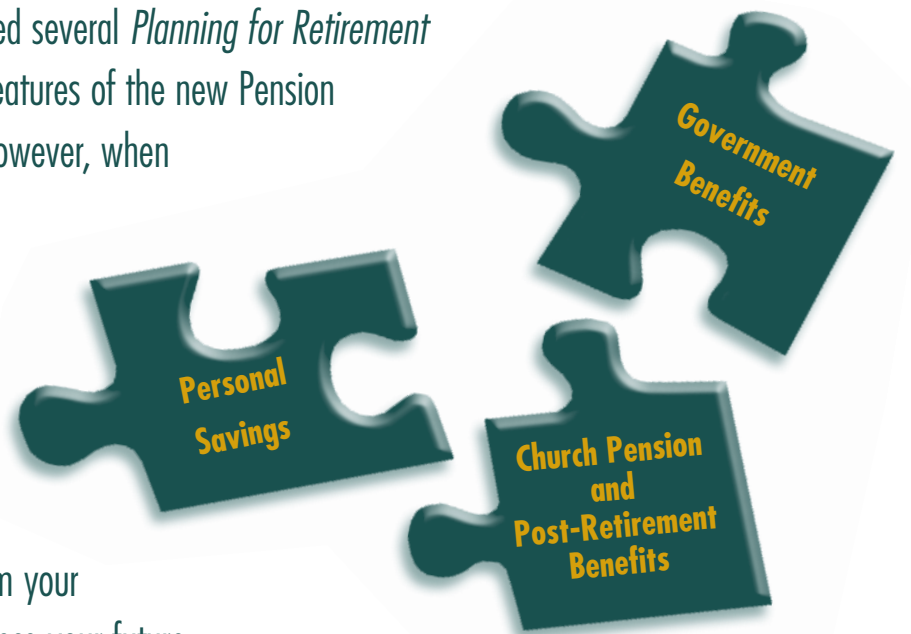 ed several Planning for Retirement
eatures of the new Pension
owever, when
Government
Benefits
Personal
Savings
Church Pension
and
Post-Retirement
Benefits
m your